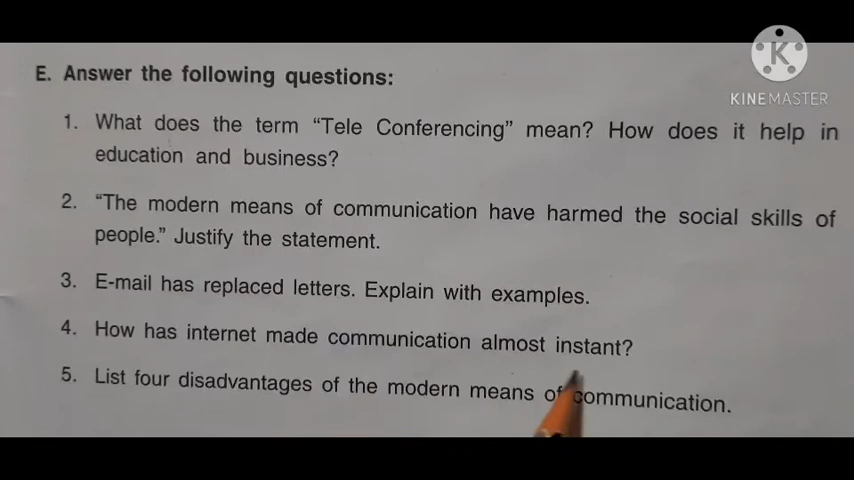 K
KINEMASTER
E. Answer the following questions:
1. What does the term “Tele Conferencing” mean? How does it help in
education and business?
2. “The modern means of communication have harmed the social skills of
people.” Justify the statement.
3. E-mail has replaced letters. Explain with examples.
4. How has internet made communication almost instant?
5. List four disadvantages of the modern means of communication.